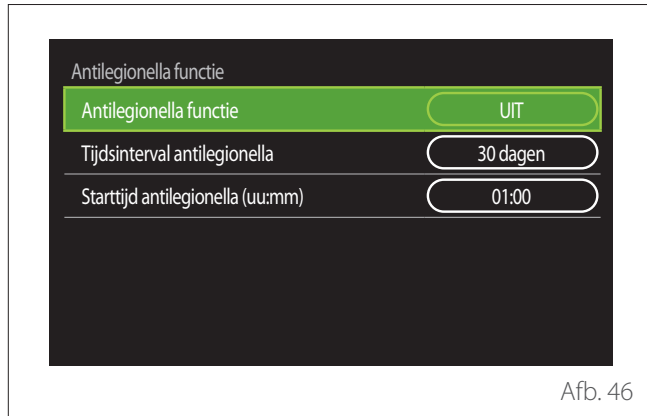 Antilegionella functie
Antilegionella functie UIT
Tijdsinterval antilegionella 30 dagen
Starttijd antilegionella (uu:mm) 01:00
Afb. 46